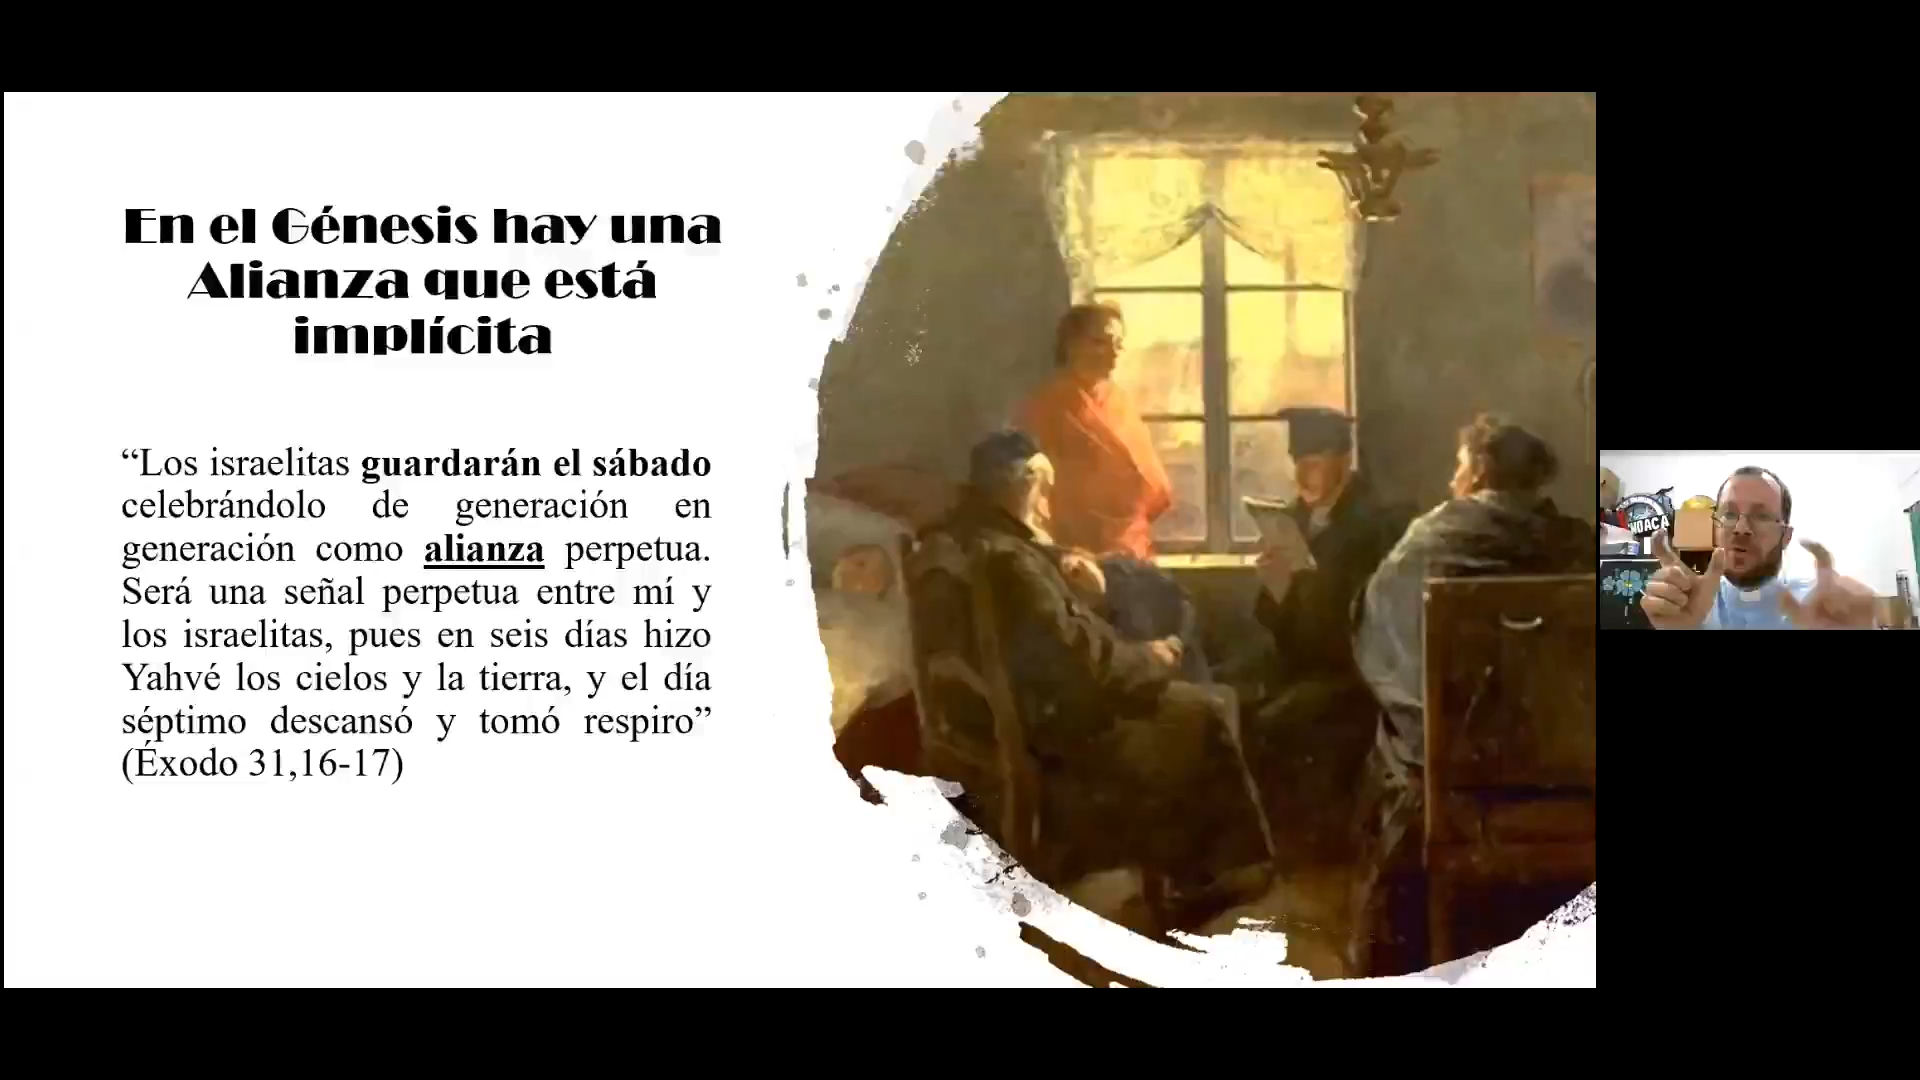 En el Génesis hay una
Alianza que está
implícita
“Los israelitas guardarán el sábado
celebrándolo de generación en
generación como alianza perpetua.
Será una señal perpetua entre mí y
los israelitas, pues en seis días hizo
Yahvé los cielos y la tierra, y el día
séptimo descansó y tomó respiro”
(Éxodo 31,16-17)